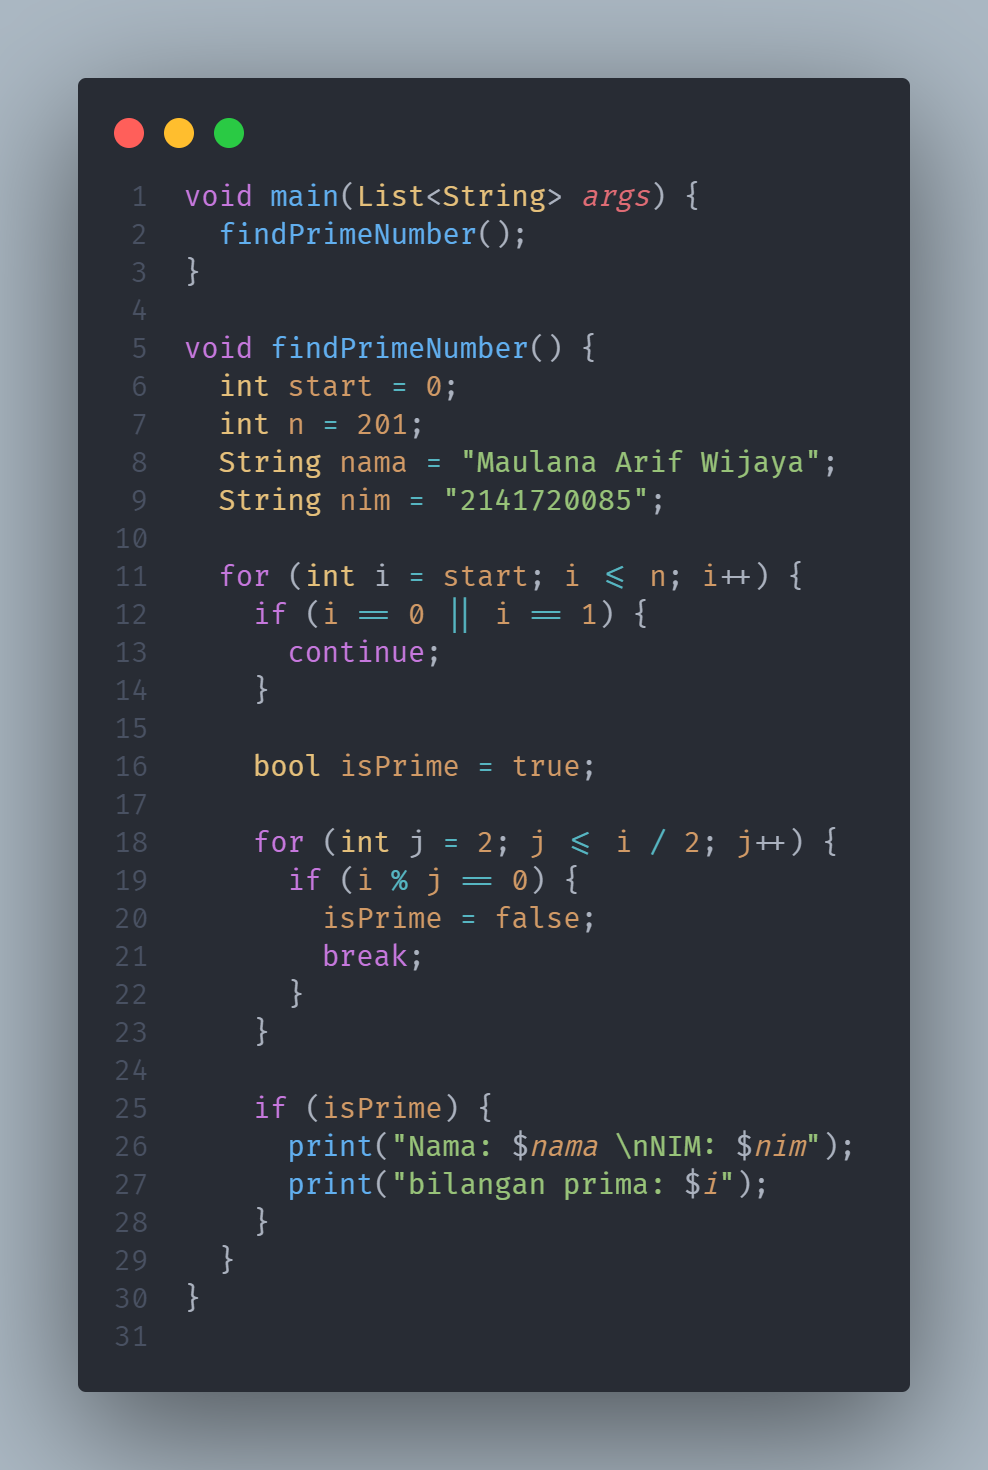 1 void main(List<String> args) {
2   findPrimeNumber();
3 }
4
5 void findPrimeNumber() {
6   int start = 0;
7   int n = 201;
8   String nama = "Maulana Arif Wijaya";
9   String nim = "2141720085";
10
11   for (int i = start; i <= n; i++) {
12     if (i == 0 || i == 1) {
13       continue;
14     }
15
16     bool isPrime = true;
17
18     for (int j = 2; j <= i / 2; j++) {
19       if (i % j == 0) {
20         isPrime = false;
21         break;
22       }
23     }
24
25     if (isPrime) {
26       print("Nama: $nama \nNIM: $nim");
27       print("bilangan prima: $i");
28     }
29   }
30 }
31